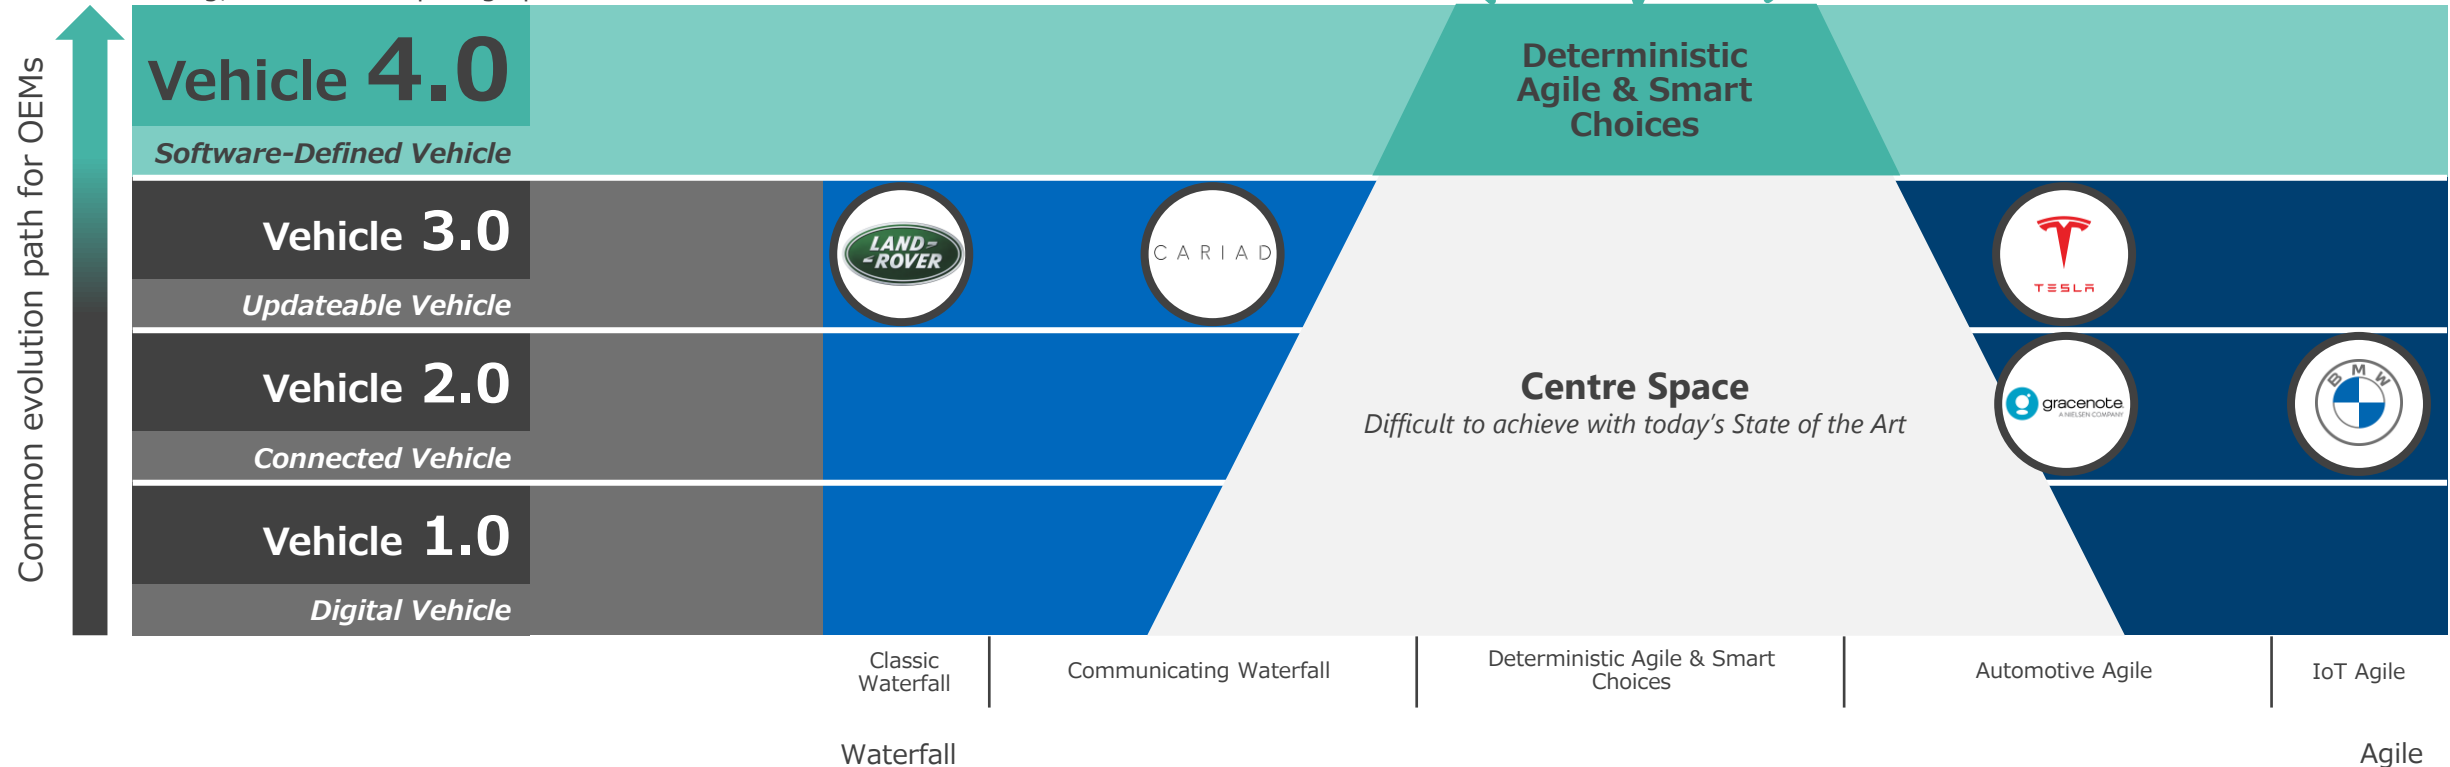 Common evolution path for OEMs
Vehicle 4.0
Software-Defined Vehicle
Deterministic
Agile & Smart
Choices
Vehicle 3.0
Updateable Vehicle
LAND-
-ROVER
CARIAD
TESLA
Vehicle 2.0
Connected Vehicle
Centre Space
Difficult to achieve with today's State of the Art
gracenote.
A NIELSEN COMPANY
BMW
Vehicle 1.0
Digital Vehicle
Classic
Waterfall
Communicating Waterfall
Deterministic Agile & Smart
Choices
Automotive Agile
IoT Agile
Waterfall
Agile